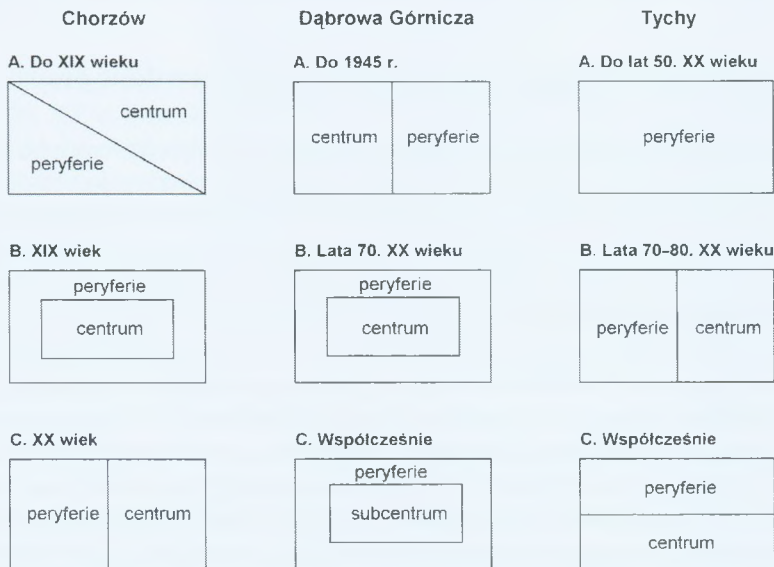 Chorzów
Dąbrowa Górnicza
Tychy
A. Do XIX wieku
A. Do 1945 r.
A. Do lat 50. XX wieku
centrum
peryferie
centrum
peryferie
peryferie
B. XIX wiek
B. Lata 70. XX wieku
B. Lata 70–80. XX wieku
peryferie
centrum
peryferie
centrum
peryferie
centrum
C. XX wiek
C. Współcześnie
C. Współcześnie
peryferie
centrum
peryferie
subcentrum
peryferie
centrum